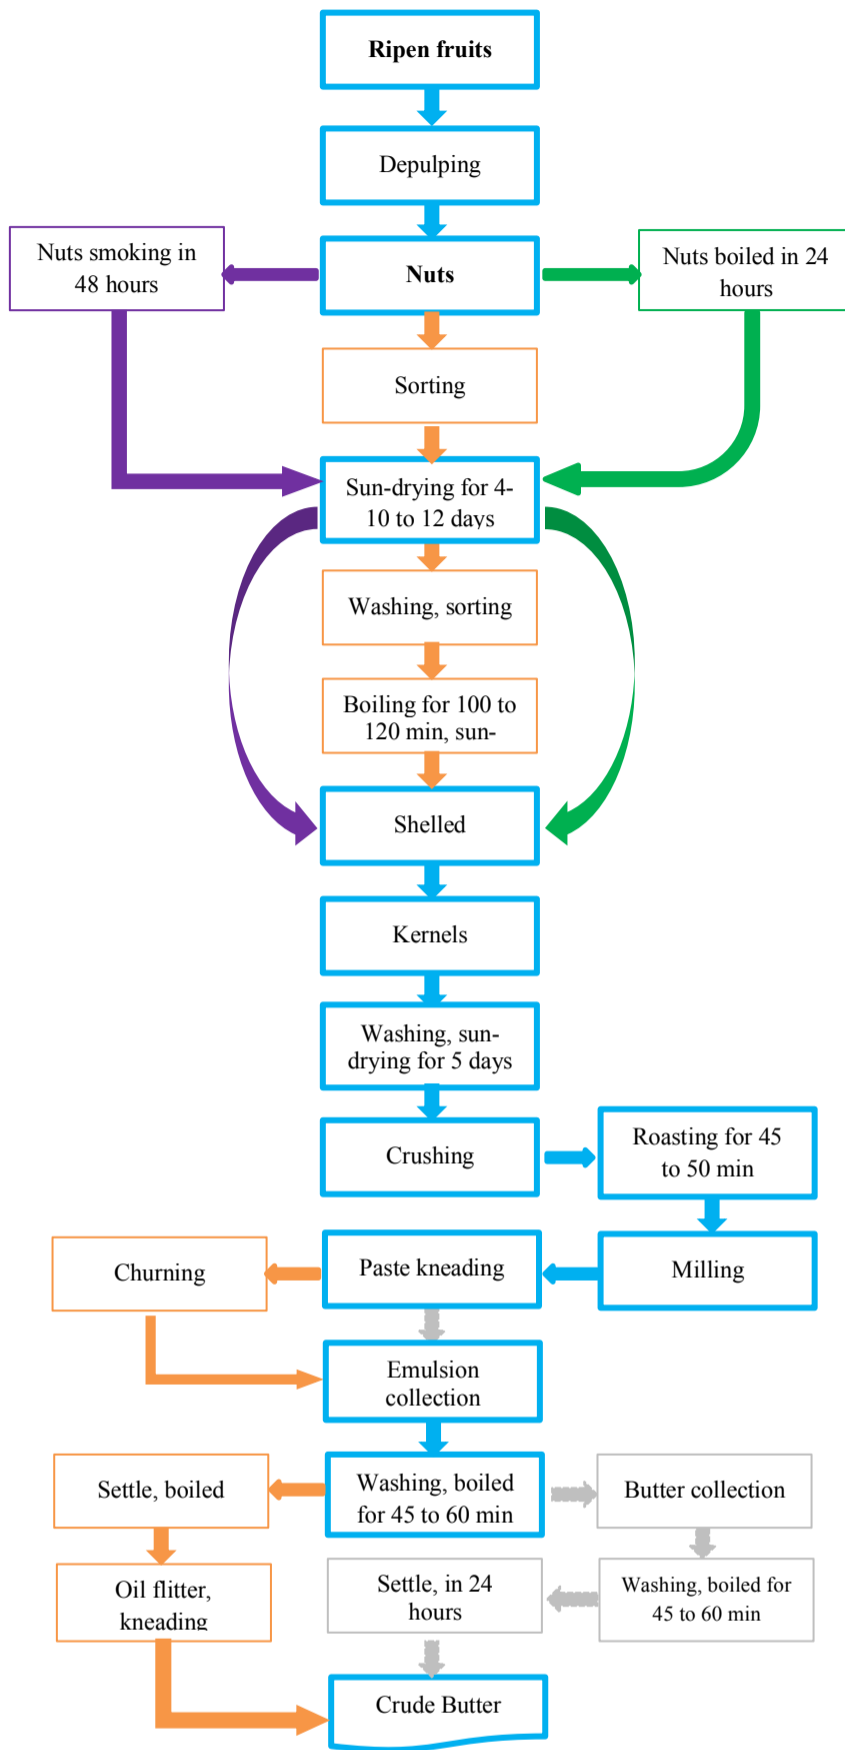 Ripen fruits
Depulping
Nuts smoking in
48 hours
Nuts
Nuts boiled in 24
hours
Sorting
Sun-drying for 4-
10 to 12 days
Washing, sorting
Boiling for 100 to
120 min, sun-
Shelled
Kernels
Washing, sun-
drying for 5 days
Crushing
Roasting for 45
to 50 min
Churning
Paste kneading
Milling
Emulsion
collection
Settle, boiled
Washing, boiled
for 45 to 60 min
Butter collection
Oil flitter,
kneading
Settle, in 24
hours
Washing, boiled for
45 to 60 min
Crude Butter